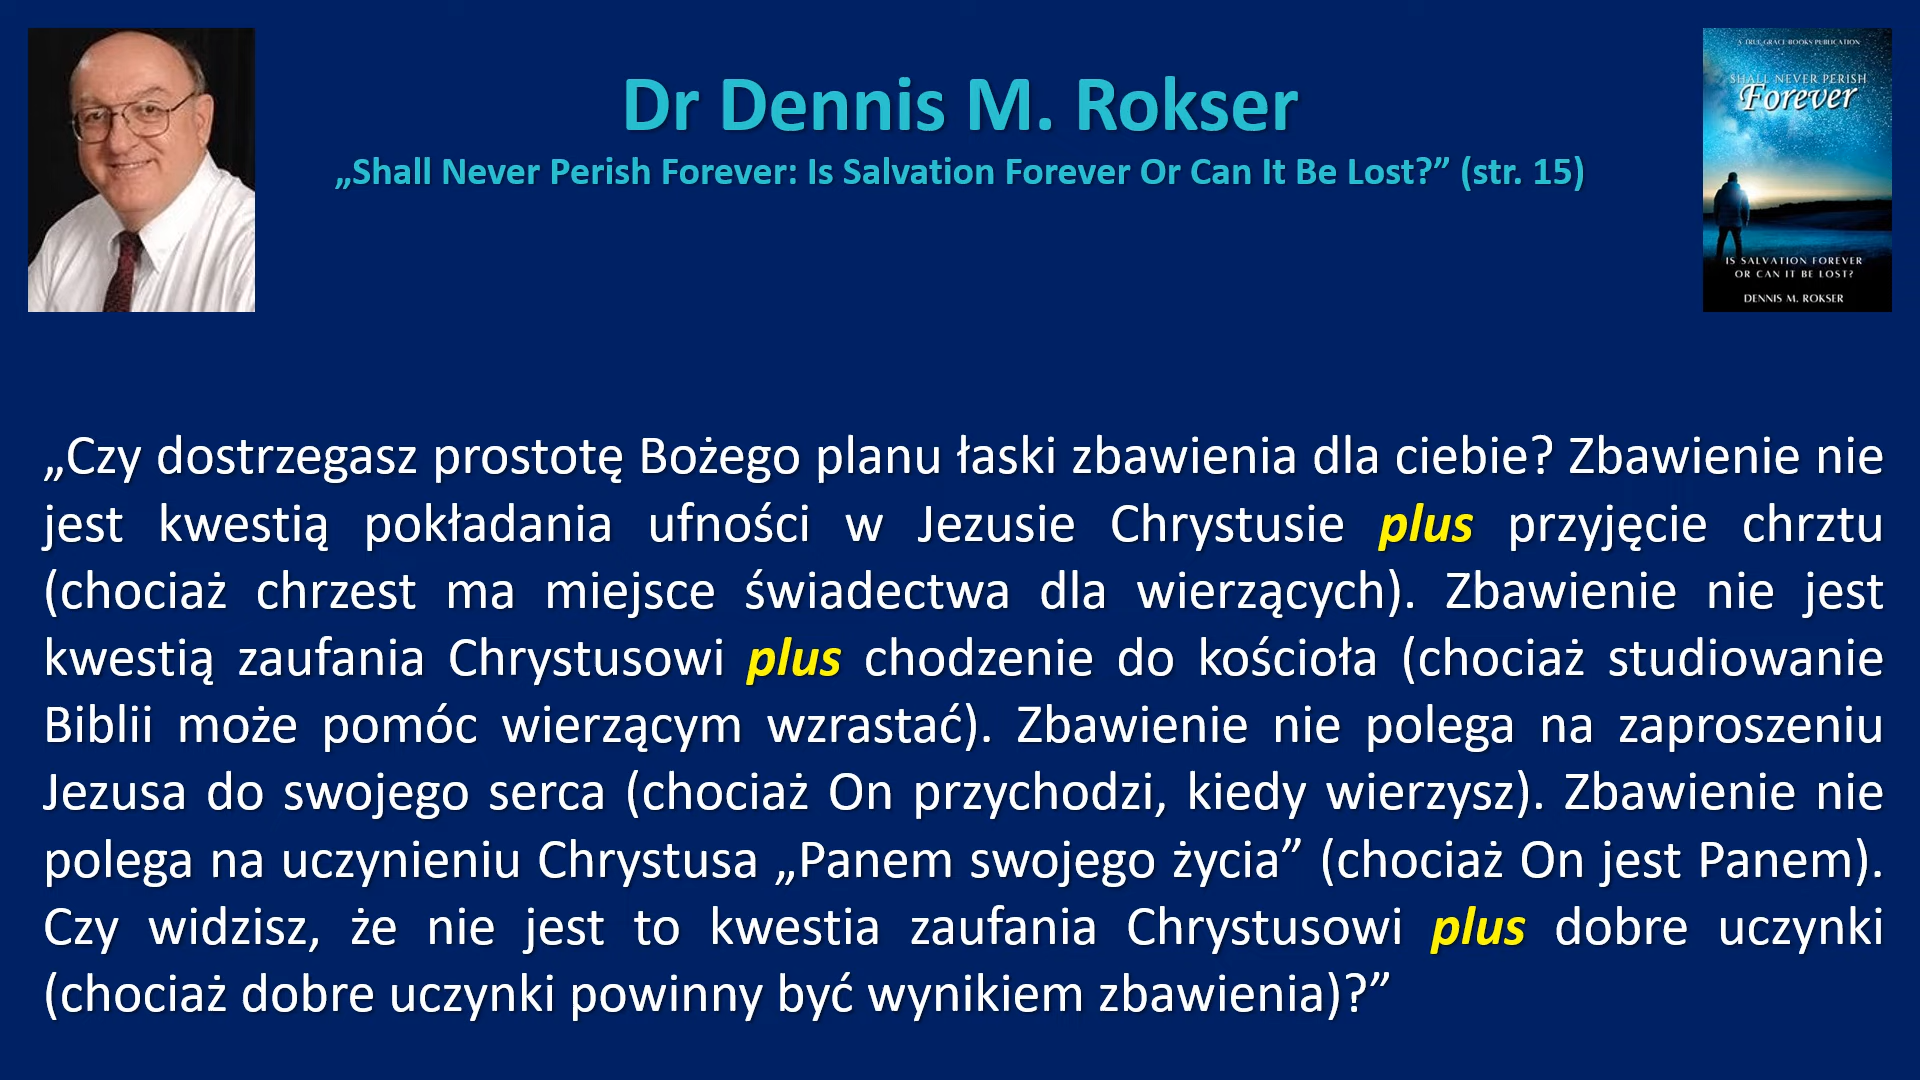 Dr Dennis M. Rokser
„Shall Never Perish Forever: Is Salvation Forever Or Can It Be Lost?” (str. 15)
A TRUE GRACE BOOKS PUBLICATION
SHALL NEVER PERISH
Forever
IS SALVATION FOREVER
OR CAN IT BE LOST?
DENNIS M. ROKSER
„Czy dostrzegasz prostotę Bożego planu łaski zbawienia dla ciebie? Zbawienie nie
jest kwestią pokładania ufności w Jezusie Chrystusie plus przyjęcie chrztu
(chociaż chrzest ma miejsce świadectwa dla wierzących). Zbawienie nie jest
kwestią zaufania Chrystusowi plus chodzenie do kościoła (chociaż studiowanie
Biblii może pomóc wierzącym wzrastać). Zbawienie nie polega na zaproszeniu
Jezusa do swojego serca (chociaż On przychodzi, kiedy wierzysz). Zbawienie nie
polega na uczynieniu Chrystusa „Panem swojego życia” (chociaż On jest Panem).
Czy widzisz, że nie jest to kwestia zaufania Chrystusowi plus dobre uczynki
(chociaż dobre uczynki powinny być wynikiem zbawienia)?”